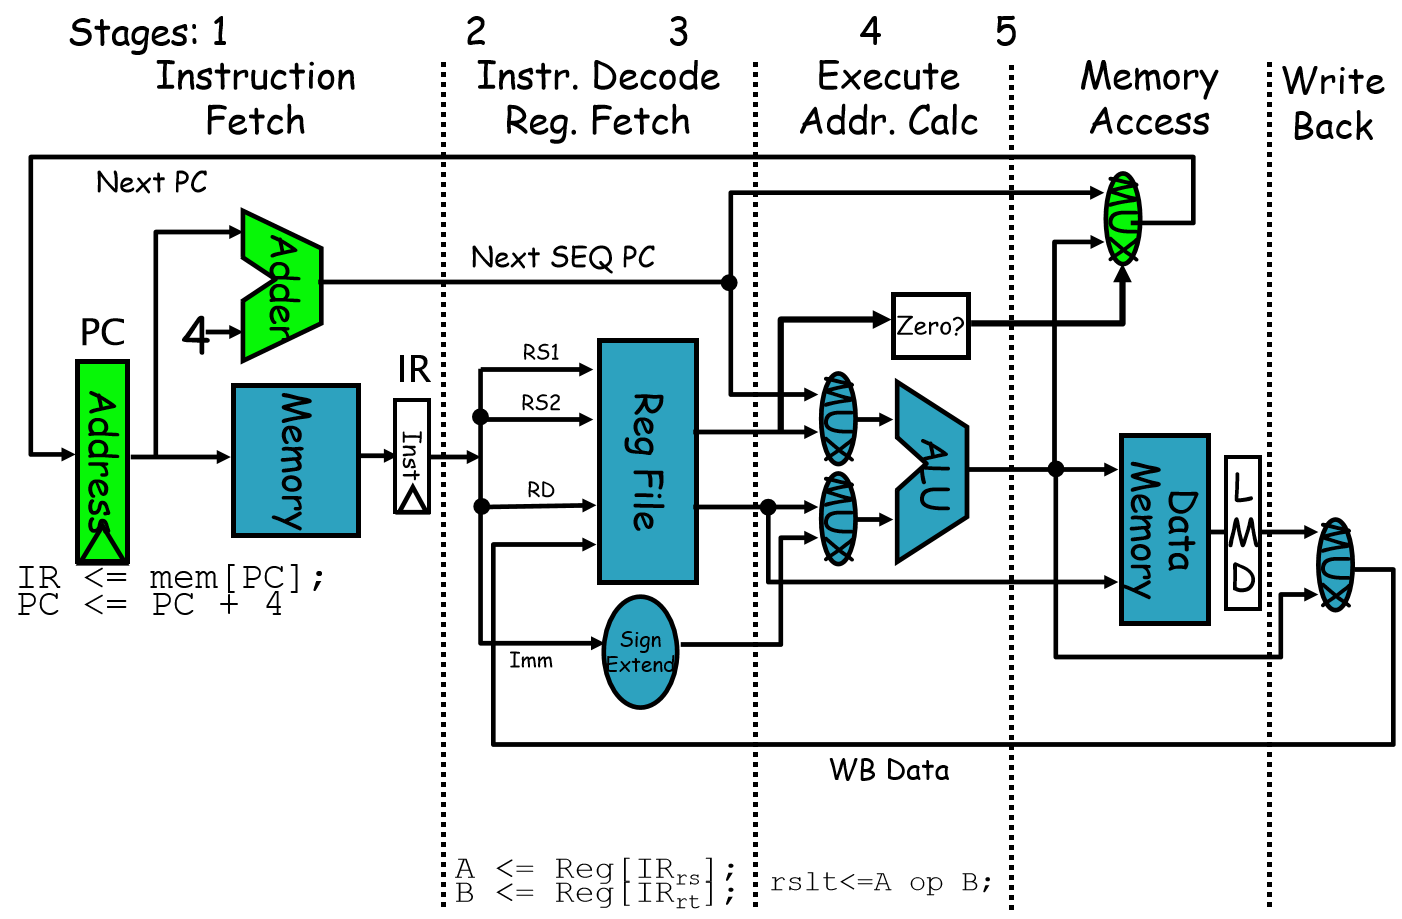 Stages: 1 2 3 4 5
Instruction Fetch
Instr. Decode Reg. Fetch
Execute Addr. Calc
Memory Access
Write Back
Next PC
Adder
4
Next SEQ PC
MUX
PC
Address
Memory
IR
Inst
RS1
RS2
RD
Reg File
Imm
Sign
Extend
Zero?
MUX
MUX
ALU
Data
Memory
L
M
D
MUX
WB Data
IR <= mem[PC];
PC <= PC + 4
A <= Reg[IRrs];
B <= Reg[IRrt];
rslt<=A op B;